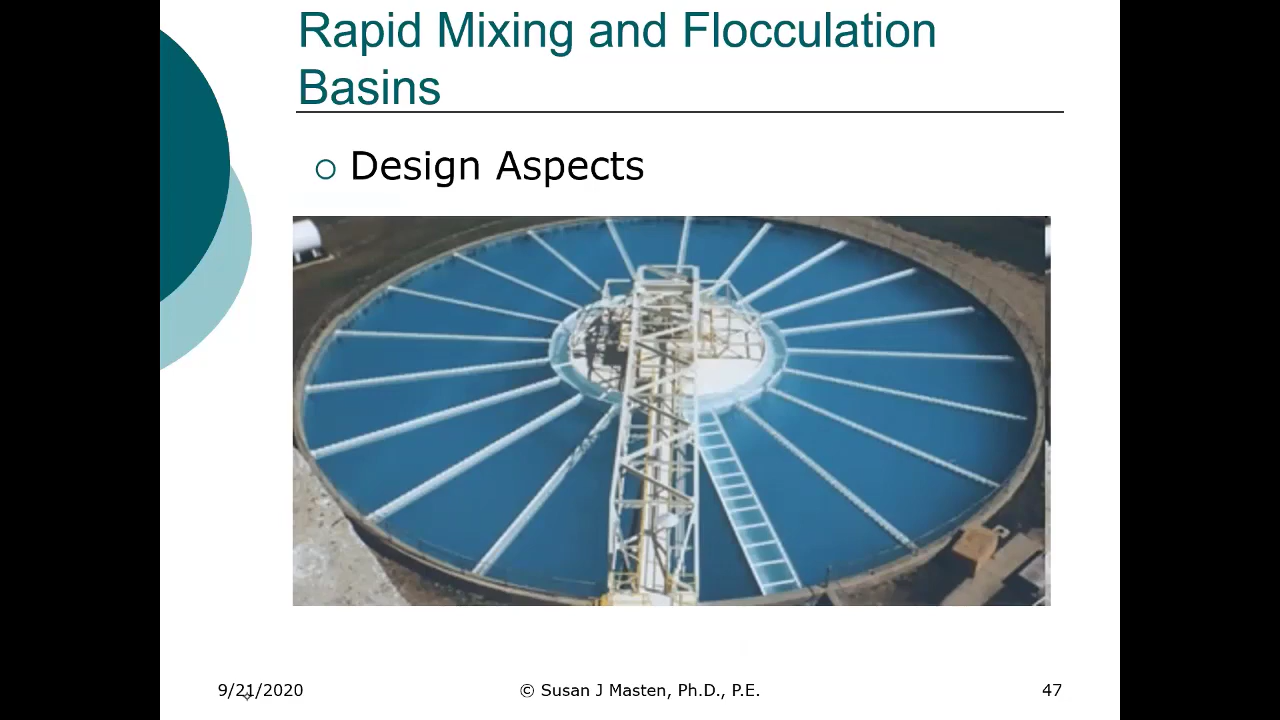 Rapid Mixing and Flocculation
Basins
Design Aspects
9/21/2020
© Susan J Masten, Ph.D., P.E.
47